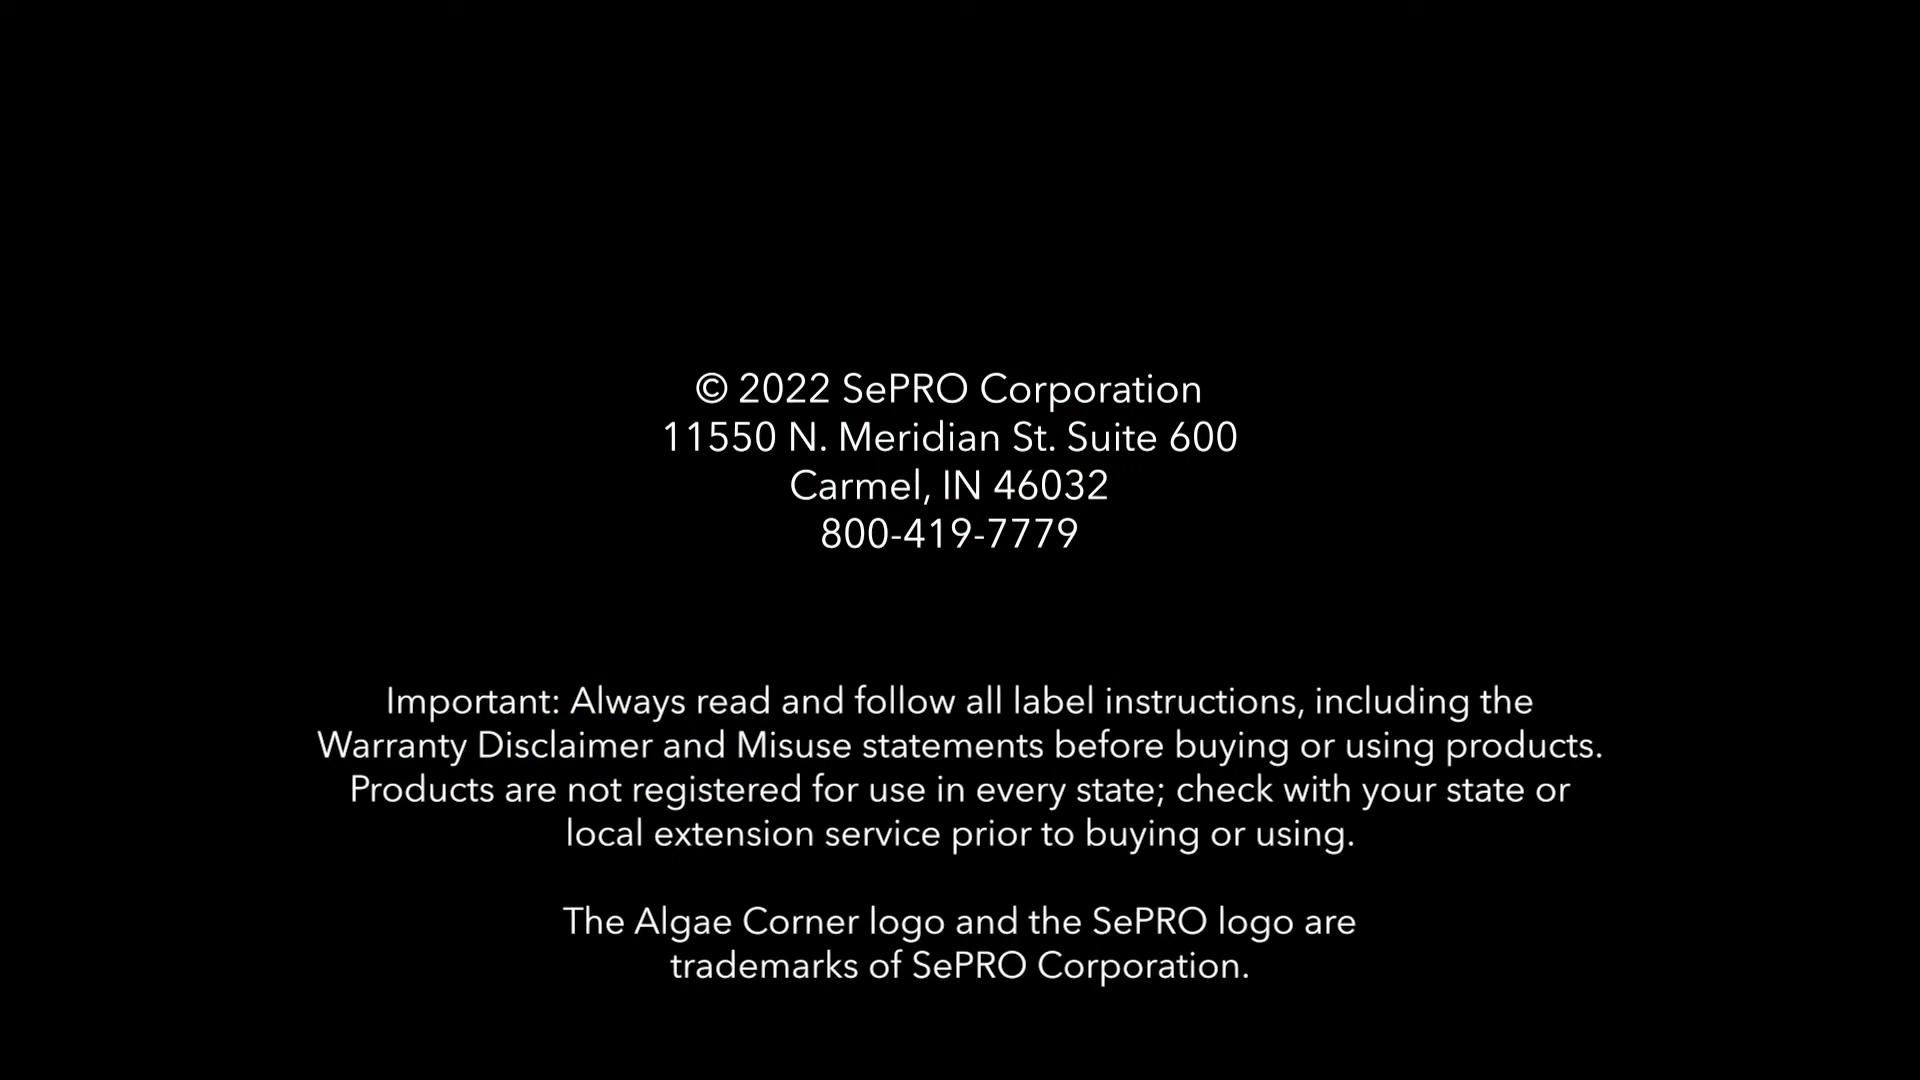 © 2022 SePRO Corporation
11550 N. Meridian St. Suite 600
Carmel, IN 46032
800-419-7779
Important: Always read and follow all label instructions, including the
Warranty Disclaimer and Misuse statements before buying or using products.
Products are not registered for use in every state; check with your state or
local extension service prior to buying or using.
The Algae Corner logo and the SePRO logo are
trademarks of SePRO Corporation.